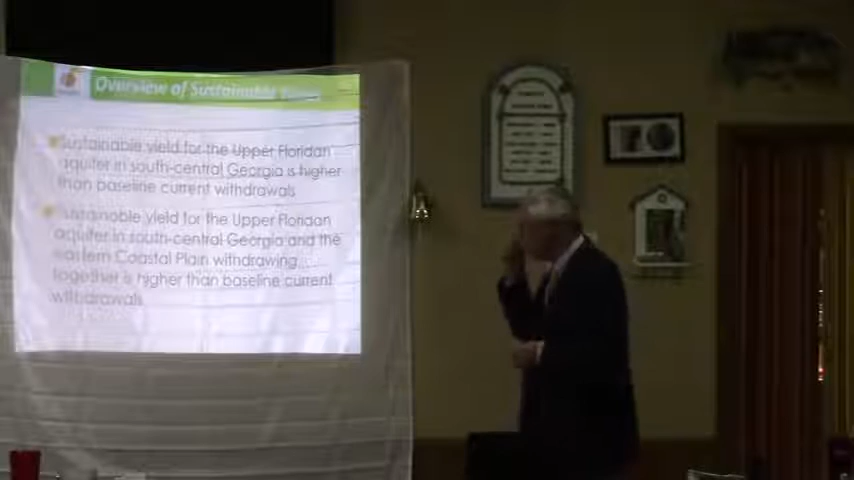 Overview of Sustainable
Sustainable yield for the Upper Floridan
aquifer in south-central Georgia is higher
than baseline current withdrawals
Sustainable yield for the Upper Floridan
aquifer in south-central Georgia and the
eastern Coastal Plain withdrawing
together is higher than baseline current
withdrawals